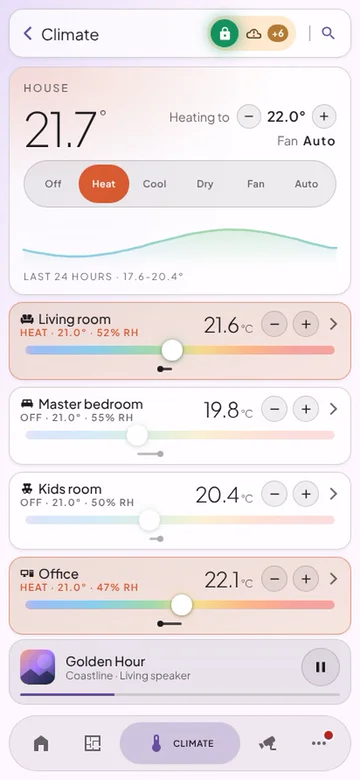 Climate
+6
HOUSE
21.7°
Heating to − 22.0° +
Fan Auto
Off Heat Cool Dry Fan Auto
LAST 24 HOURS · 17.6–20.4°
Living room
HEAT · 21.0° · 52% RH
21.6 °C − +
Master bedroom
OFF · 21.0° · 55% RH
19.8 °C − +
Kids room
OFF · 21.0° · 50% RH
20.4 °C − +
Office
HEAT · 21.0° · 47% RH
22.1 °C − +
Golden Hour
Coastline · Living speaker
CLIMATE